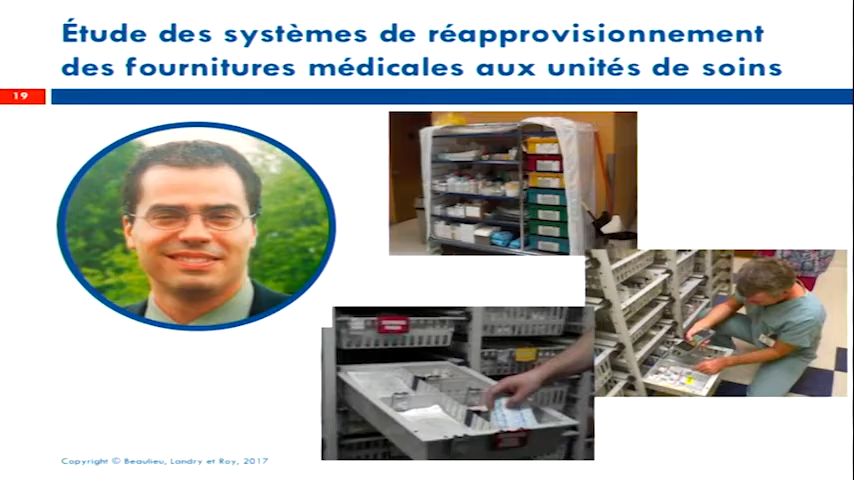 Étude des systèmes de réapprovisionnement
des fournitures médicales aux unités de soins
19
Copyright © Beaulieu, Landry et Roy, 2017